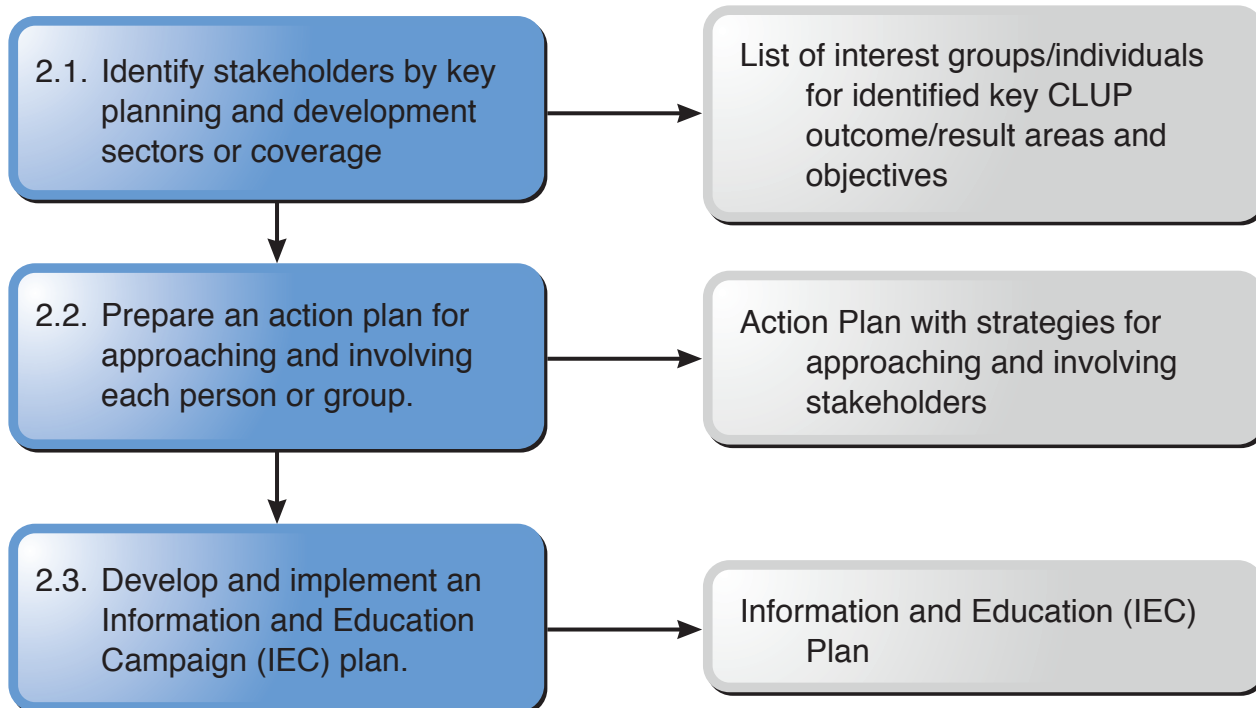 2.1. Identify stakeholders by key
planning and development
sectors or coverage
List of interest groups/individuals
for identified key CLUP
outcome/result areas and
objectives
2.2. Prepare an action plan for
approaching and involving
each person or group.
Action Plan with strategies for
approaching and involving
stakeholders
2.3. Develop and implement an
Information and Education
Campaign (IEC) plan.
Information and Education (IEC)
Plan